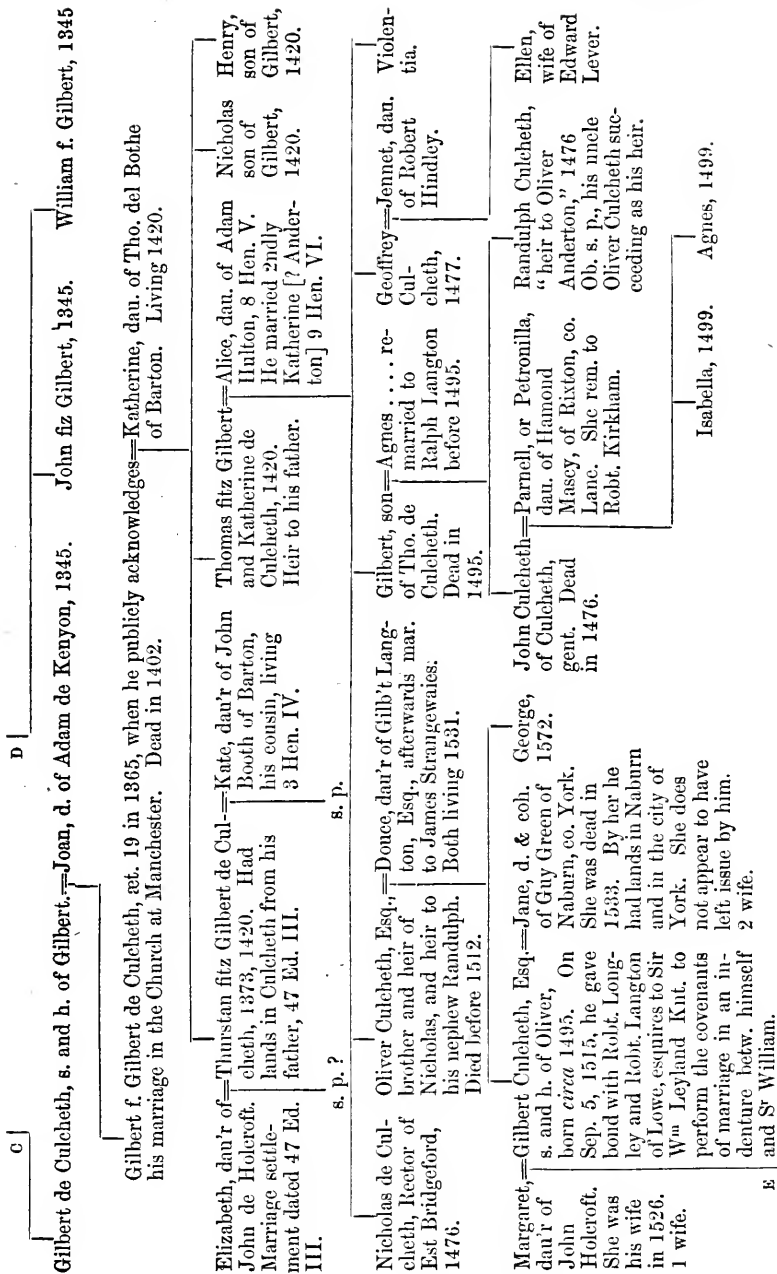 C
D
Gilbert de Culcheth, s. and h. of Gilbert.=Joan, d. of Adam de Kenyon, 1345.
John fiz Gilbert, 1345.
William f. Gilbert, 1345
Gilbert f. Gilbert de Culcheth, æt. 19 in 1365, when he publicly acknowledges=Katherine, dau. of Tho. del Bothe
his marriage in the Church at Manchester. Dead in 1402.
of Barton. Living 1420.
Elizabeth, dau'r of=
John de Holcroft.
Marriage settle-
ment dated 47 Ed.
III.
Thurstan fitz Gilbert de Cul-=
cheth, 1373, 1420. Had
lands in Culcheth from his
father, 47 Ed. III.
Kate, dau'r of John
Booth of Barton,
his cousin, living
3 Hen. IV.
s. p. ?
s. p.
Thomas fitz Gilbert=
and Katherine de
Culcheth, 1420.
Heir to his father.
Alice, dau. of Adam
Hulton, 8 Hen. V.
He married 2ndly
Katherine [? Ander-
ton] 9 Hen. VI.
Nicholas
son of
Gilbert,
1420.
Henry,
son of
Gilbert,
1420.
Nicholas de Cul-
cheth, Rector of
Est Bridgeford,
1476.
Oliver Culcheth, Esq.,=
brother and heir of
Nicholas, and heir to
his nephew Randulph.
Died before 1512.
Douce, dau'r of Gilb't Lang-
ton, Esq., afterwards mar.
to James Strangewaies.
Both living 1531.
Gilbert, son=
of Tho. de
Culcheth.
Dead in
1495.
Agnes .... re-
married to
Ralph Langton
before 1495.
Geoffrey=
Cul-
cheth,
1477.
Jennet, dau.
of Robert
Hindley.
Violen-
tia.
Margaret,=
dau'r of
John
Holcroft.
She was
his wife
in 1526.
1 wife.
Gilbert Culcheth, Esq.=
s. and h. of Oliver,
born circa 1495. On
Sep. 5, 1515, he gave
bond with Robt. Long-
ley and Robt. Langton
of Lowe, esquires to Sir
Wm Leyland Knt. to
perform the covenants
of marriage in an in-
denture betw. himself
and Sr William.
Jane, d. & coh.
of Guy Green of
Naburn, co. York.
She was dead in
1533. By her he
had lands in Naburn
and in the city of
York. She does
not appear to have
left issue by him.
2 wife.
George,
1572.
John Culcheth=
of Culcheth,
gent. Dead
in 1476.
Parnell, or Petronilla,
dau. of Hamond
Mascy, of Rixton, co.
Lanc. She rem. to
Robt. Kirkham.
Randulph Culcheth,
"heir to Oliver
Anderton," 1476
Ob. s. p., his uncle
Oliver Culcheth suc-
ceeding as his heir.
Ellen,
wife of
Edward
Lever.
E
Isabella, 1499.
Agnes, 1499.